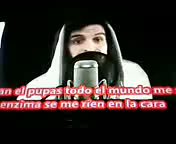 an el pupas todo el mundo me
enzima se me rien en la cara